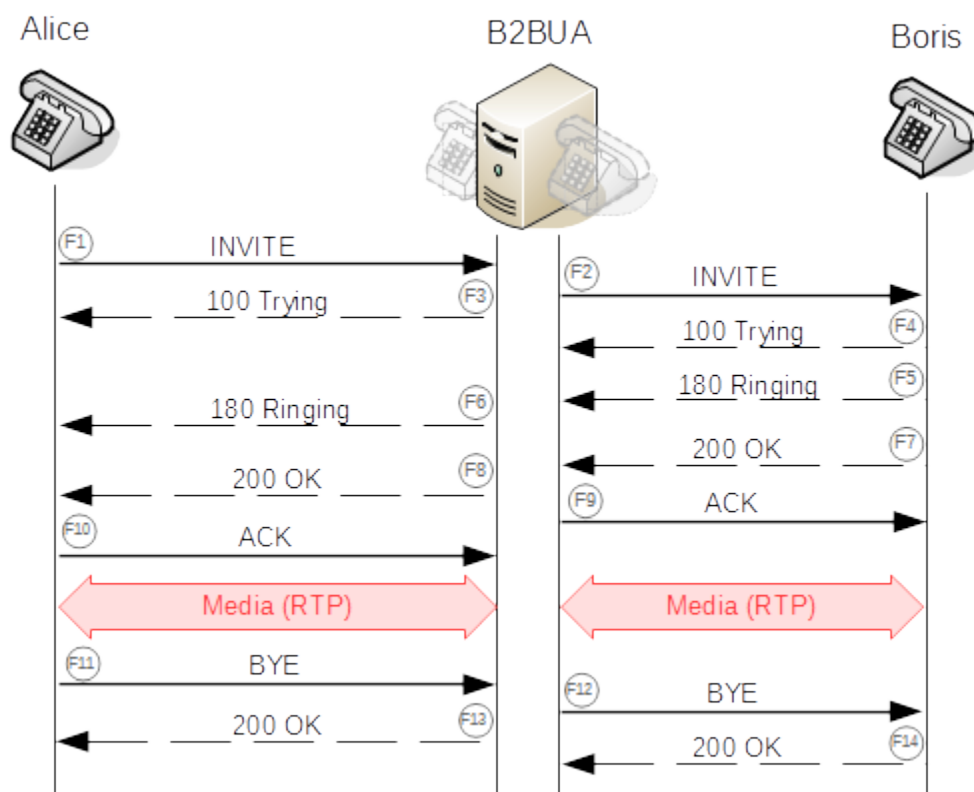 Alice
B2BUA
Boris
F1
INVITE
F2
INVITE
100 Trying
F3
100 Trying
F4
180 Ringing
F5
180 Ringing
F6
200 OK
F7
200 OK
F8
F9
ACK
F10
ACK
Media (RTP)
Media (RTP)
F11
BYE
F12
BYE
200 OK
F13
200 OK
F14